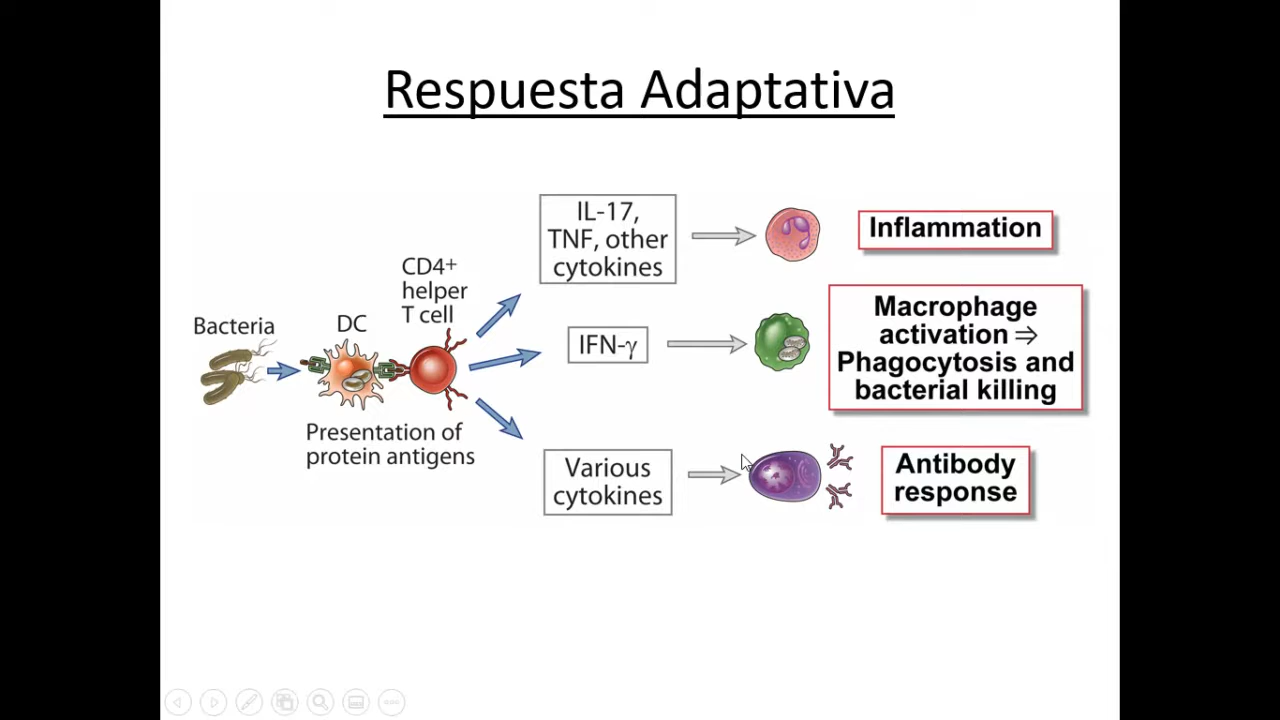 Respuesta Adaptativa
IL-17,
TNF, other
cytokines
Inflammation
CD4+
helper
T cell
Bacteria
DC
IFN-γ
Macrophage
activation ⇒
Phagocytosis and
bacterial killing
Presentation of
protein antigens
Various
cytokines
Antibody
response